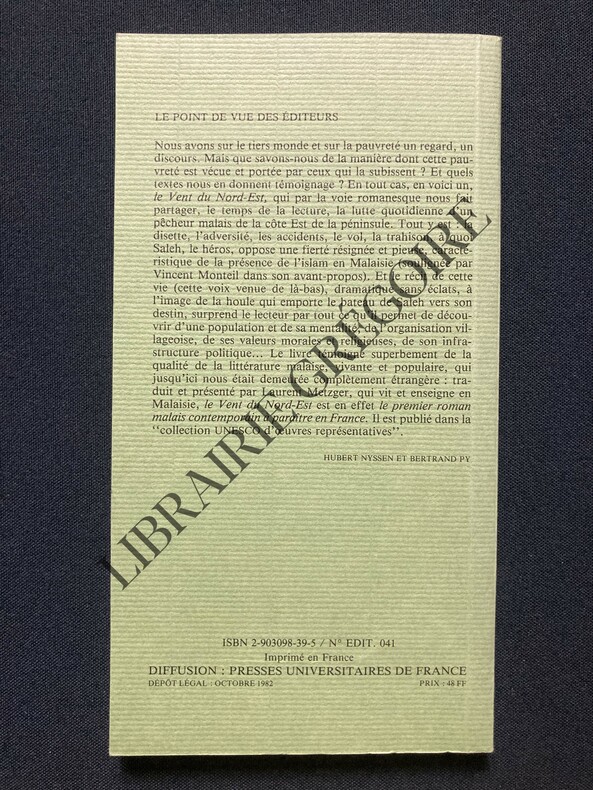 LE POINT DE VUE DES ÉDITEURS
Nous avons sur le tiers monde et sur la pauvreté un regard, un
discours. Mais que savons-nous de la manière dont cette pau-
vreté est vécue et portée par ceux qui la subissent ? Et quels
textes nous en donnent témoignage ? En tout cas, en voici un,
le Vent du Nord-Est, qui par la voie romanesque nous fait
partager, le temps de la lecture, la lutte quotidienne d'un
pêcheur malais de la côte Est de la péninsule. Tout y est : la
disette, l'adversité, les accidents, le vol, la trahison, à quoi
Saleh, le héros, oppose une fierté résignée et pieuse, caracté-
ristique de la présence de l'islam en Malaisie (soulignée par
Vincent Monteil dans son avant-propos). Et le récit de cette
vie (cette voix venue de là-bas), dramatique sans éclats, à
l'image de la houle qui emporte le bateau de Saleh vers son
destin, surprend le lecteur par tout ce qu'il permet de décou-
vrir d'une population et de sa mentalité, de l'organisation vil-
lageoise, de ses valeurs morales et religieuses, de son infra-
structure politique... Le livre témoigne superbement de la
qualité de la littérature malaise, vivante et populaire, qui
jusqu'ici nous était demeurée complètement étrangère : tra-
duit et présenté par Laurent Metzger, qui vit et enseigne en
Malaisie, le Vent du Nord-Est est en effet le premier roman
malais contemporain à paraître en France. Il est publié dans la
"collection UNESCO d'œuvres représentatives".
HUBERT NYSSEN ET BERTRAND PY
ISBN 2-903098-39-5 / N° EDIT. 041
Imprimé en France
DIFFUSION : PRESSES UNIVERSITAIRES DE FRANCE
DÉPÔT LÉGAL : OCTOBRE 1982 PRIX : 48 FF
LIBRAIRIE GRÉGOIRE